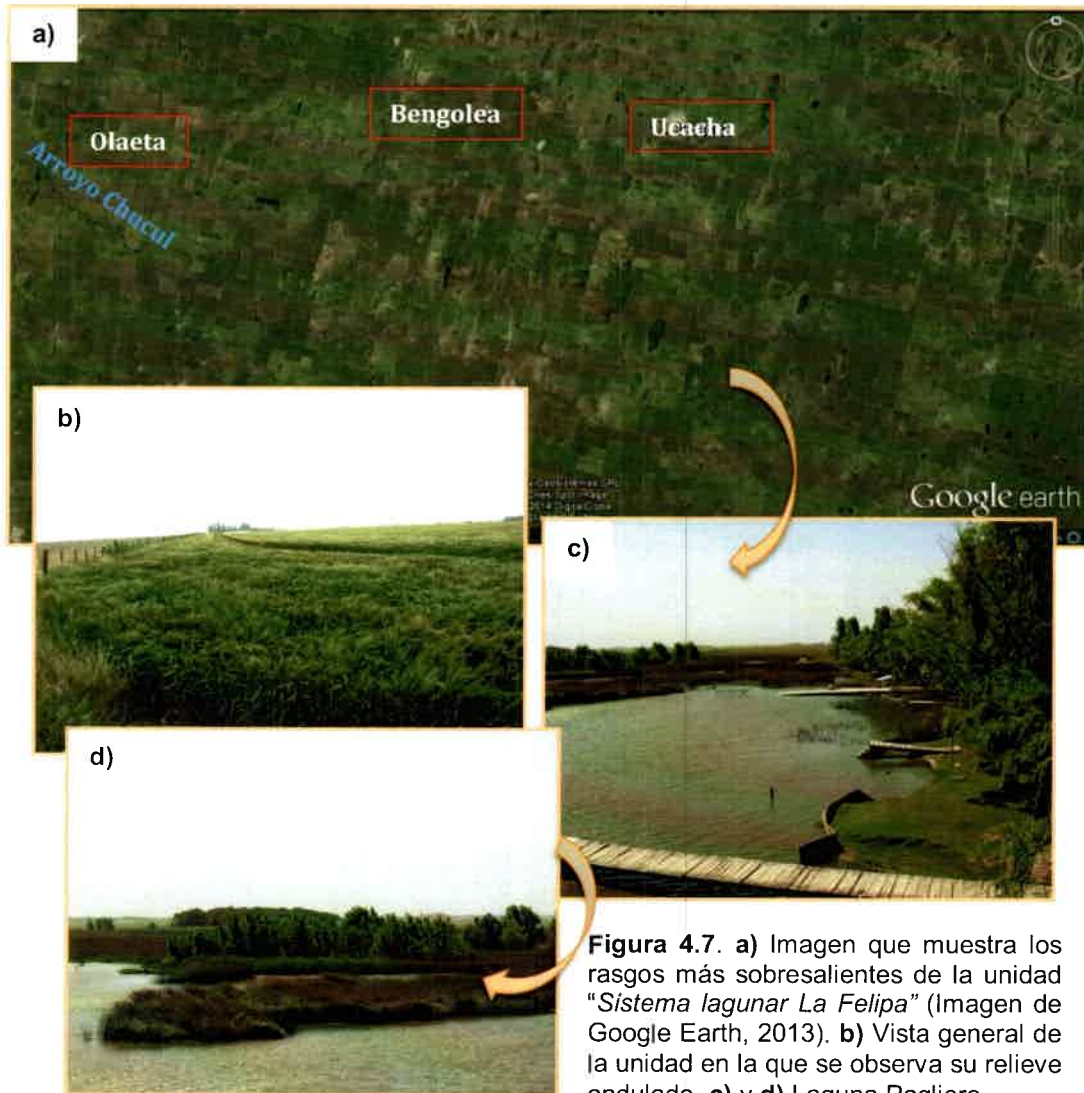 a)
Olaeta
Bengolea
Ucacha
Arroyo Chucul
Google earth
b)
c)
d)
Figura 4.7. a) Imagen que muestra los
rasgos más sobresalientes de la unidad
"Sistema lagunar La Felipa" (Imagen de
Google Earth, 2013). b) Vista general de
la unidad en la que se observa su relieve
ondulado. c) y d) Laguna Pagliero